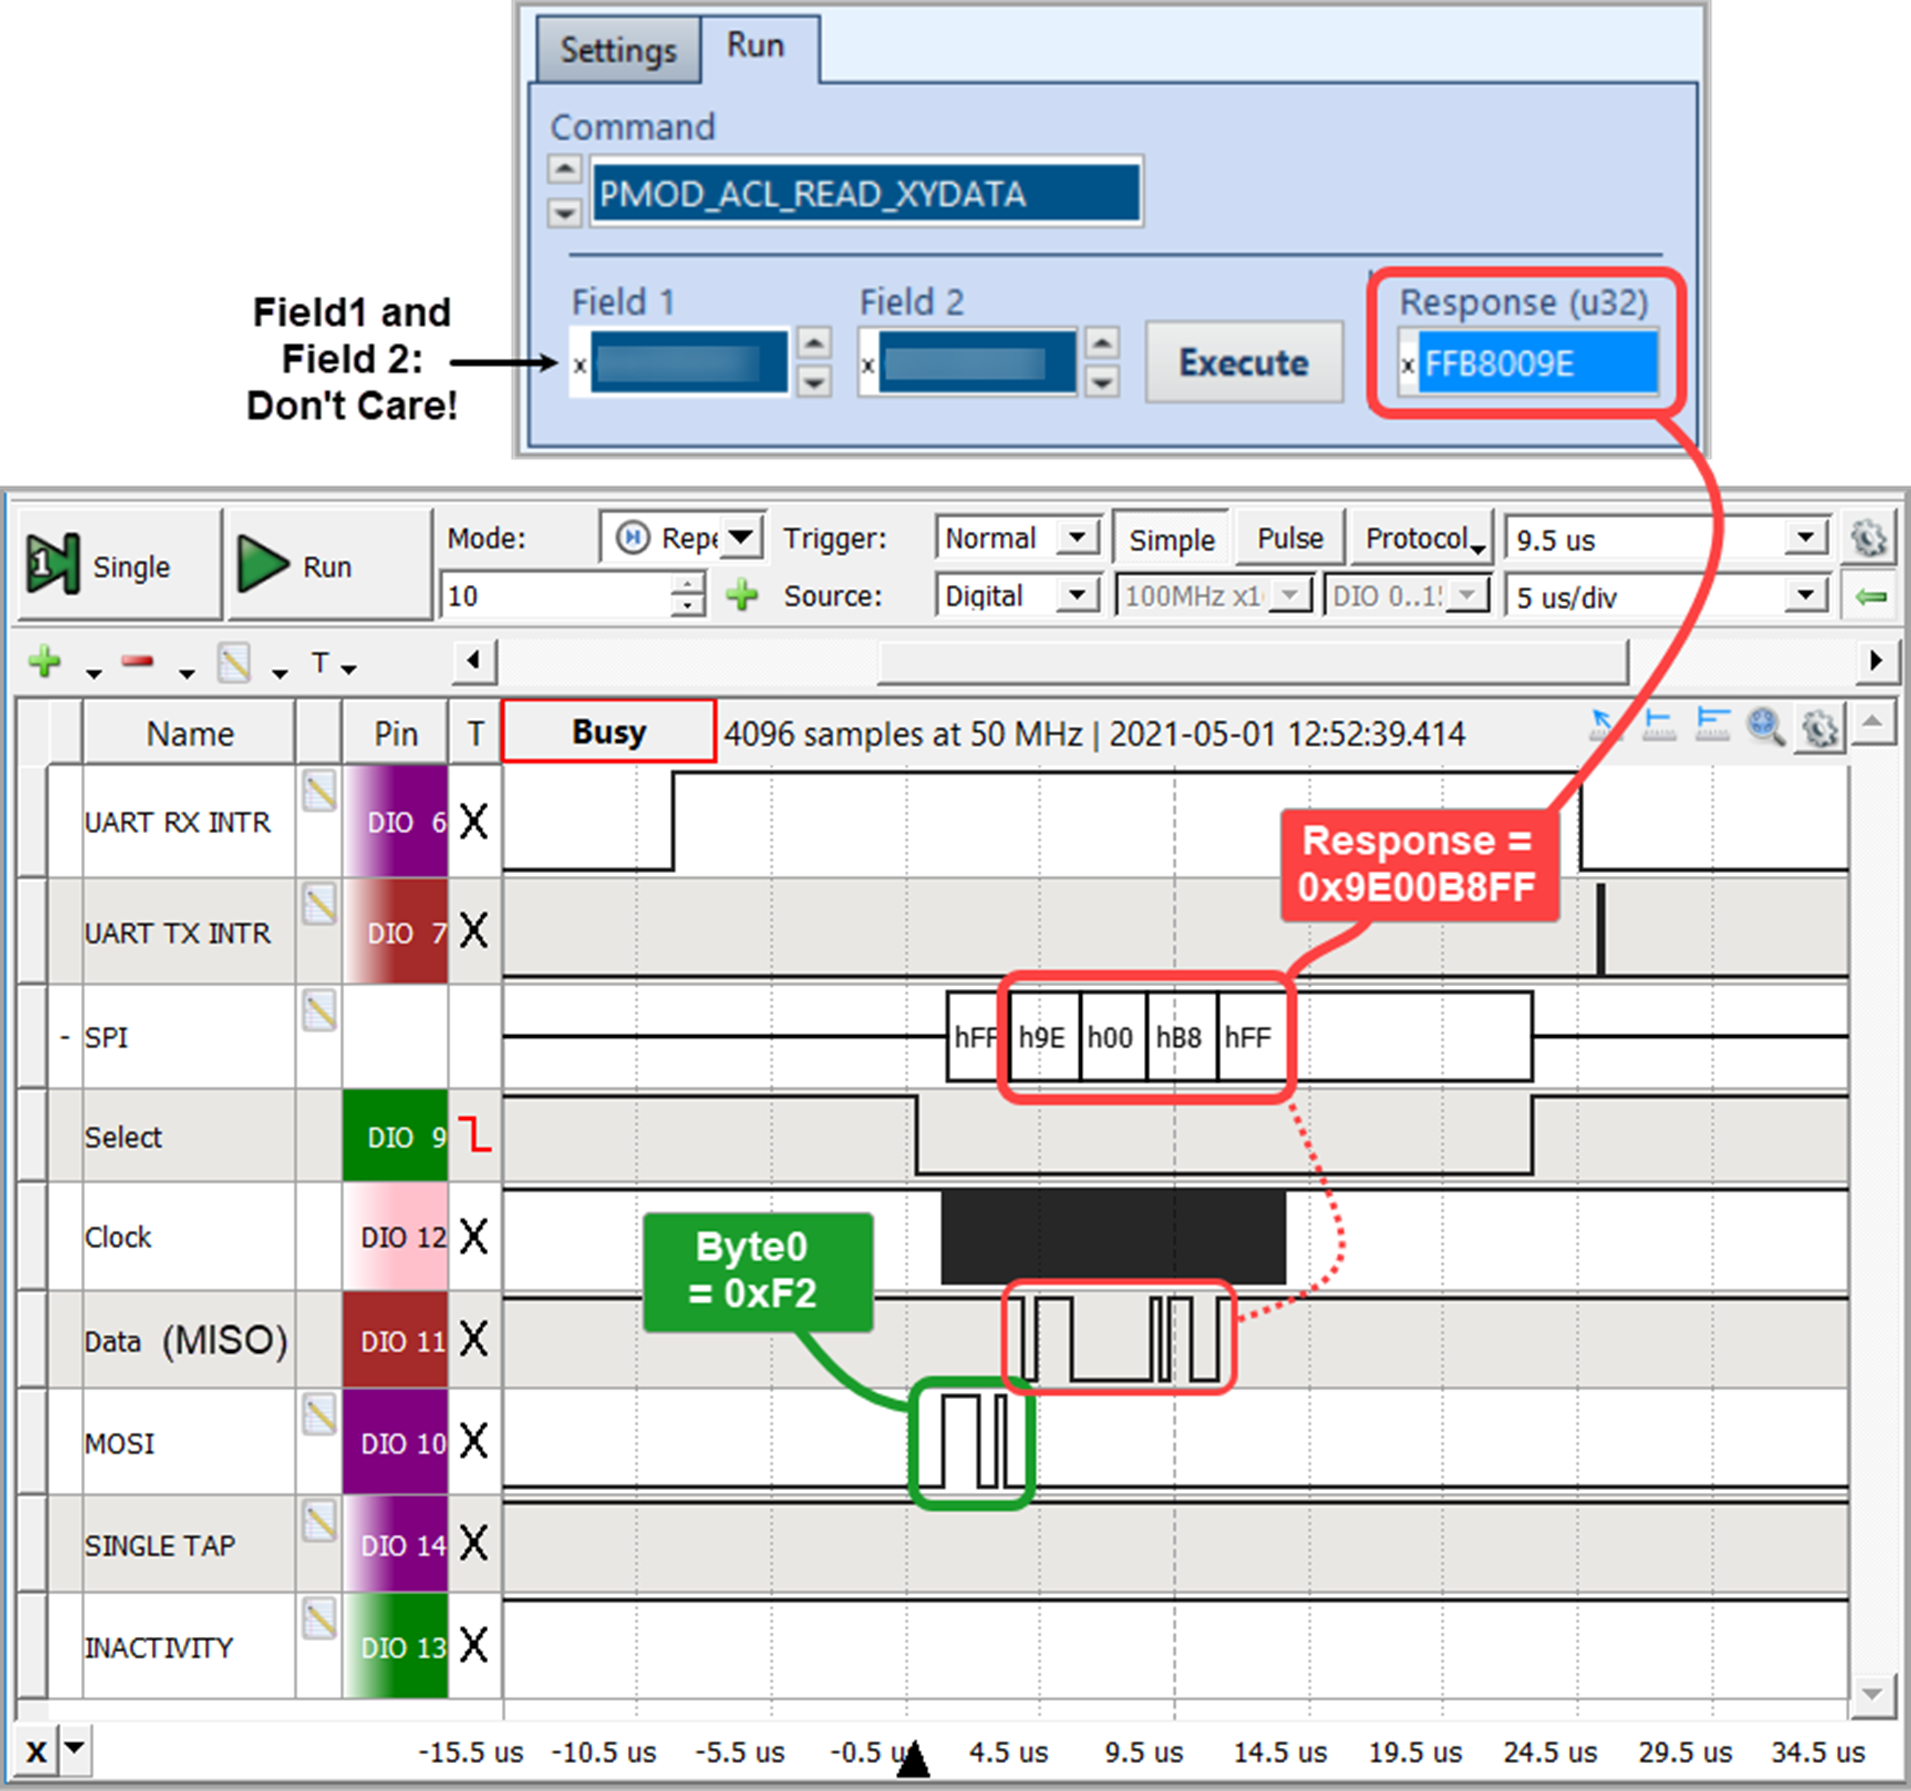 Settings Run
Command
PMOD_ACL_READ_XYDATA
Field1 and
Field 2:
Don't Care!
Field 1 Field 2 Response (u32)
x x Execute x FFB8009E
Single Run Mode: Repe Trigger: Normal Simple Pulse Protocol 9.5 us
10 Source: Digital 100MHz x1 DIO 0..1 5 us/div
T
Name Pin T Busy 4096 samples at 50 MHz | 2021-05-01 12:52:39.414
UART RX INTR DIO 6 X
Response =
0x9E00B8FF
UART TX INTR DIO 7 X
- SPI hFF h9E h00 hB8 hFF
Select DIO 9
Clock DIO 12 X
Byte0
= 0xF2
Data (MISO) DIO 11 X
MOSI DIO 10 X
SINGLE TAP DIO 14 X
INACTIVITY DIO 13 X
X -15.5 us -10.5 us -5.5 us -0.5 u 4.5 us 9.5 us 14.5 us 19.5 us 24.5 us 29.5 us 34.5 us